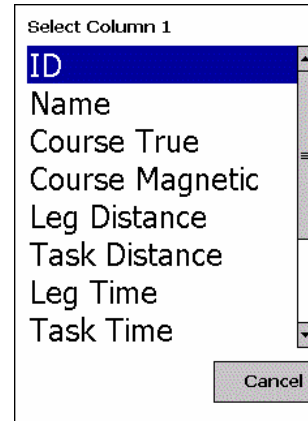 Select Column 1
ID
Name
Course True
Course Magnetic
Leg Distance
Task Distance
Leg Time
Task Time
Cancel